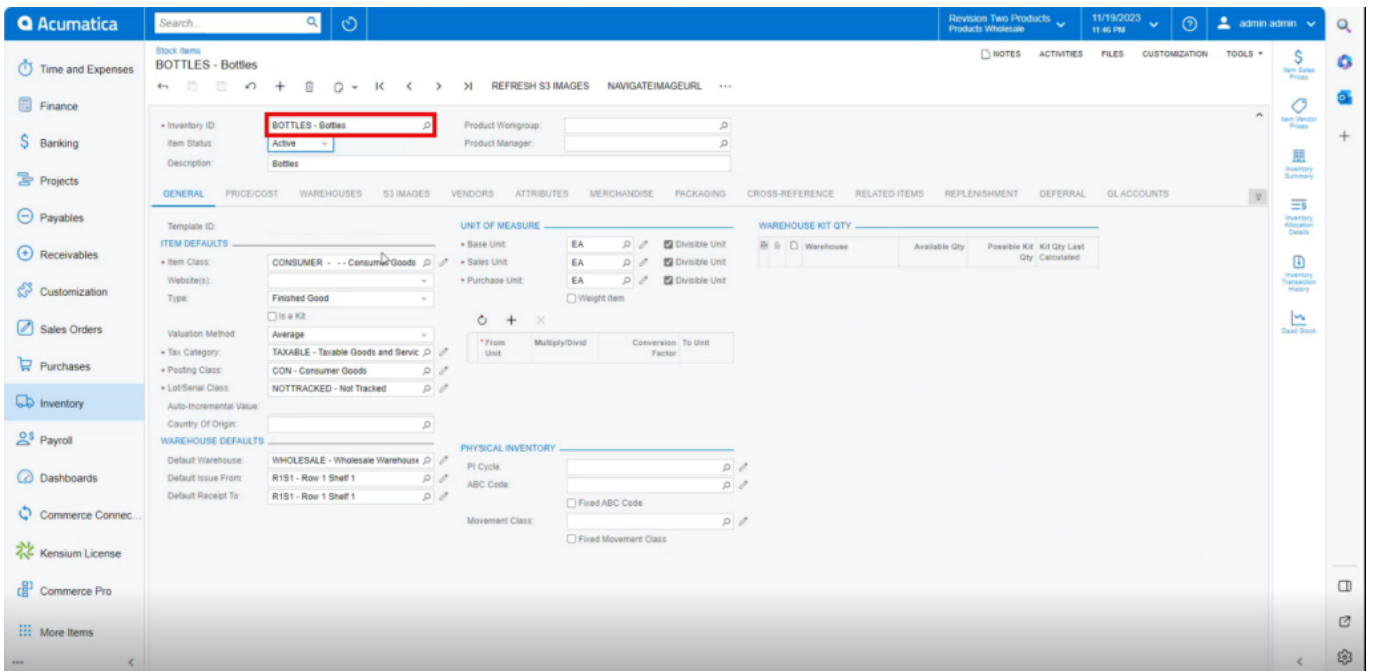 Acumatica
Search...
Revision Two Products
Products Wholesale
11/19/2023
11:46 PM
admin admin
Time and Expenses
Finance
Banking
Projects
Payables
Receivables
Customization
Sales Orders
Purchases
Inventory
Payroll
Dashboards
Commerce Connec...
Kensium License
Commerce Pro
More Items
Stock Items
BOTTLES - Bottles
NOTES ACTIVITIES FILES CUSTOMIZATION TOOLS
REFRESH S3 IMAGES NAVIGATEIMAGEURL
Inventory ID: BOTTLES - Bottles Product Workgroup:
Item Status: Active Product Manager:
Description: Bottles
GENERAL PRICE/COST WAREHOUSES S3 IMAGES VENDORS ATTRIBUTES MERCHANDISE PACKAGING CROSS-REFERENCE RELATED ITEMS REPLENISHMENT DEFERRAL GL ACCOUNTS
Template ID:
ITEM DEFAULTS
Item Class: CONSUMER - - - Consumer Goods
Website(s):
Type: Finished Good
Is a Kit
Valuation Method: Average
Tax Category: TAXABLE - Taxable Goods and Servic
Posting Class: CON - Consumer Goods
Lot/Serial Class: NOTTRACKED - Not Tracked
Auto-Incremental Value:
Country Of Origin:
WAREHOUSE DEFAULTS
Default Warehouse: WHOLESALE - Wholesale Warehouse
Default Issue From: R1S1 - Row 1 Shelf 1
Default Receipt To: R1S1 - Row 1 Shelf 1
UNIT OF MEASURE
Base Unit: EA Divisible Unit
Sales Unit: EA Divisible Unit
Purchase Unit: EA Divisible Unit
Weight Item
*From Unit Multiply/Divid Conversion Factor To Unit
PHYSICAL INVENTORY
PI Cycle:
ABC Code:
Fixed ABC Code
Movement Class:
Fixed Movement Class
WAREHOUSE KIT QTY
Warehouse Available Qty Possible Kit Qty Kit Qty Last Calculated
Item Sales Prices
Item Vendor Prices
Inventory Summary
Inventory Allocation Details
Inventory Transaction History
Dead Stock